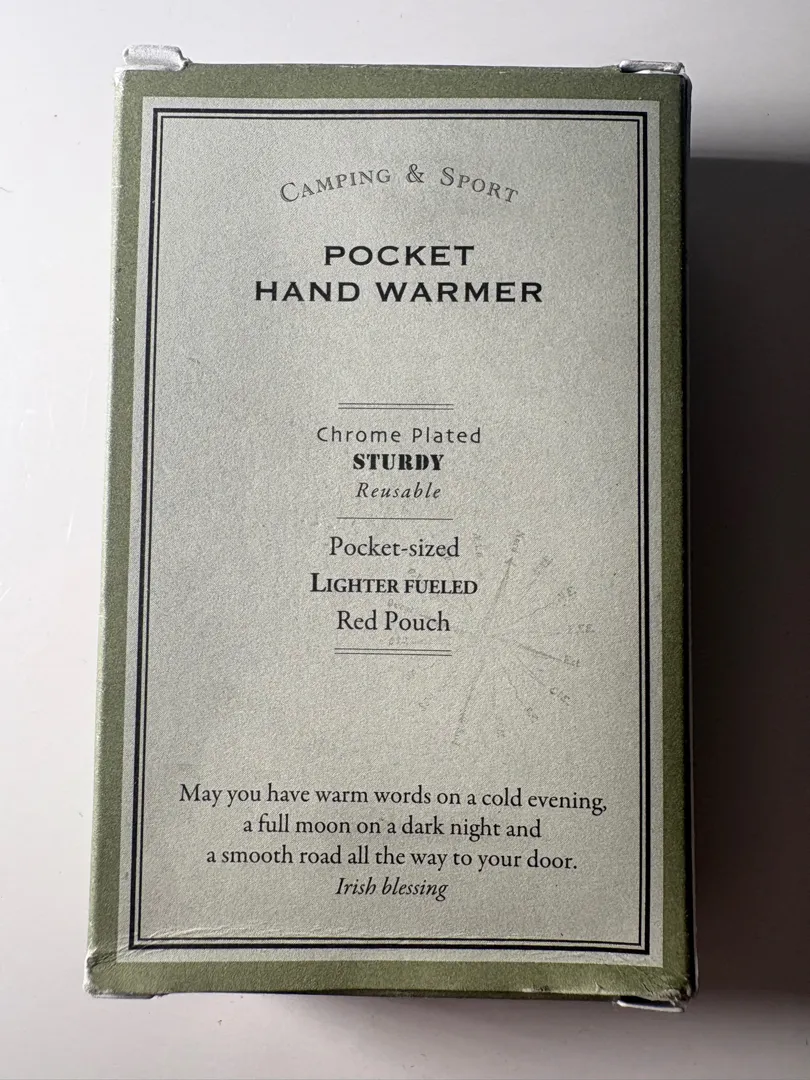 CAMPING & SPORT
POCKET
HAND WARMER
Chrome Plated
STURDY
Reusable
Pocket-sized
LIGHTER FUELED
Red Pouch
May you have warm words on a cold evening,
a full moon on a dark night and
a smooth road all the way to your door.
Irish blessing